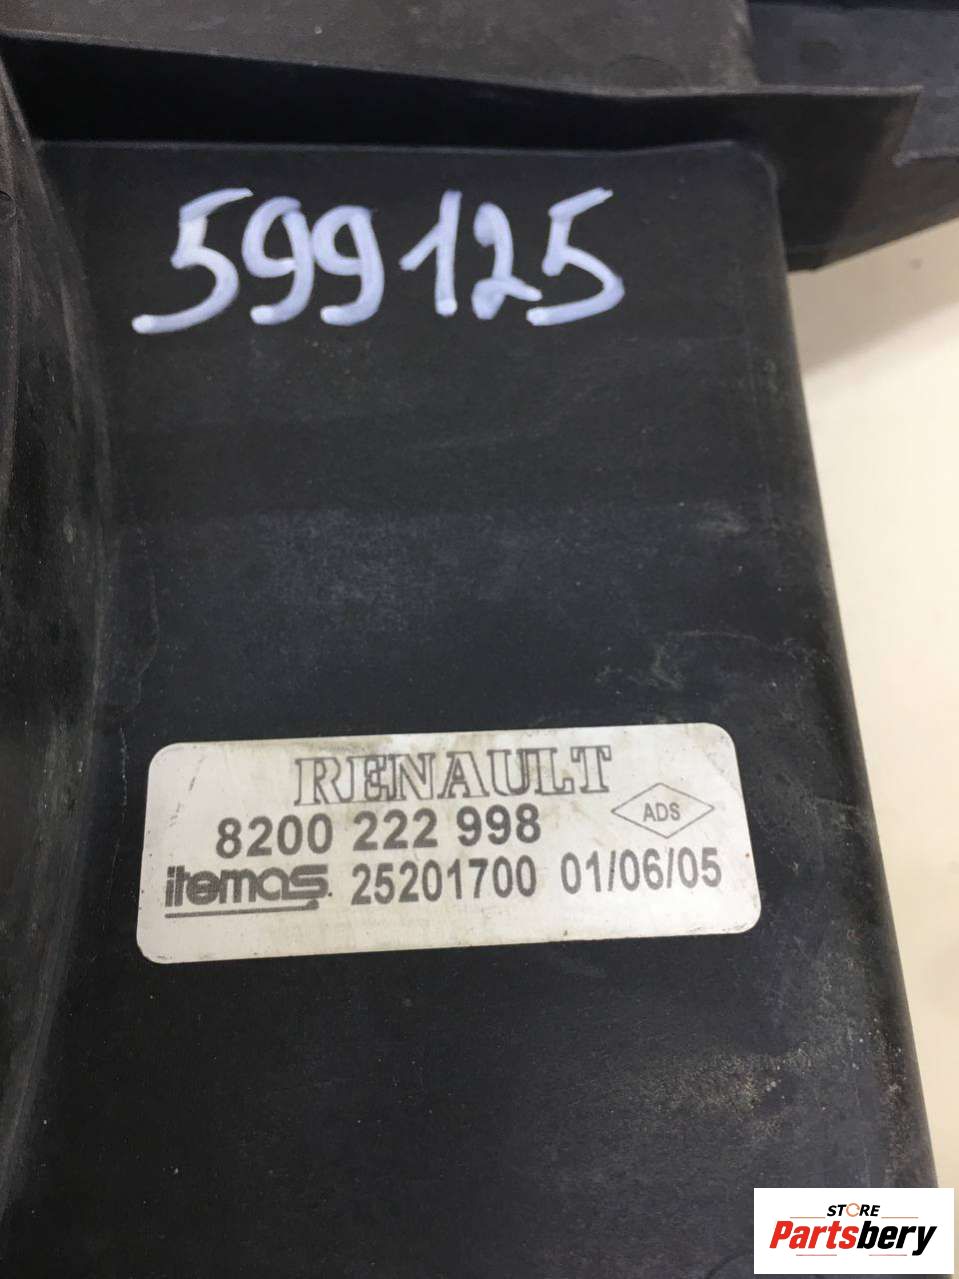 599125
RENAULT
8200 222 998
ADS
itemas. 25201700 01/06/05
STORE
Partsbery